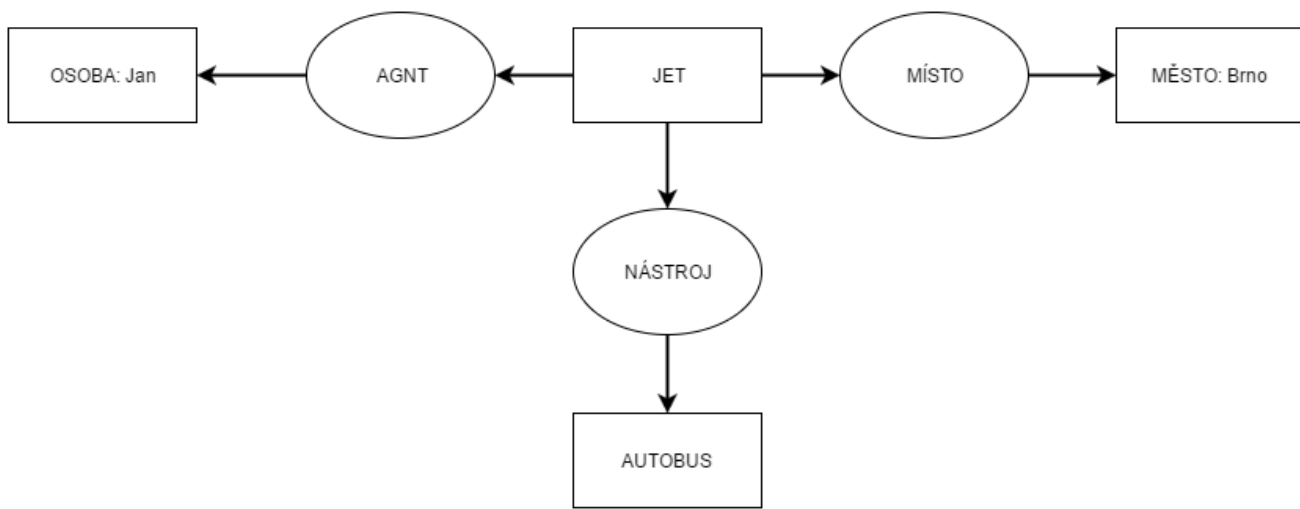 OSOBA: Jan
AGNT
JET
MÍSTO
MĚSTO: Brno
NÁSTROJ
AUTOBUS